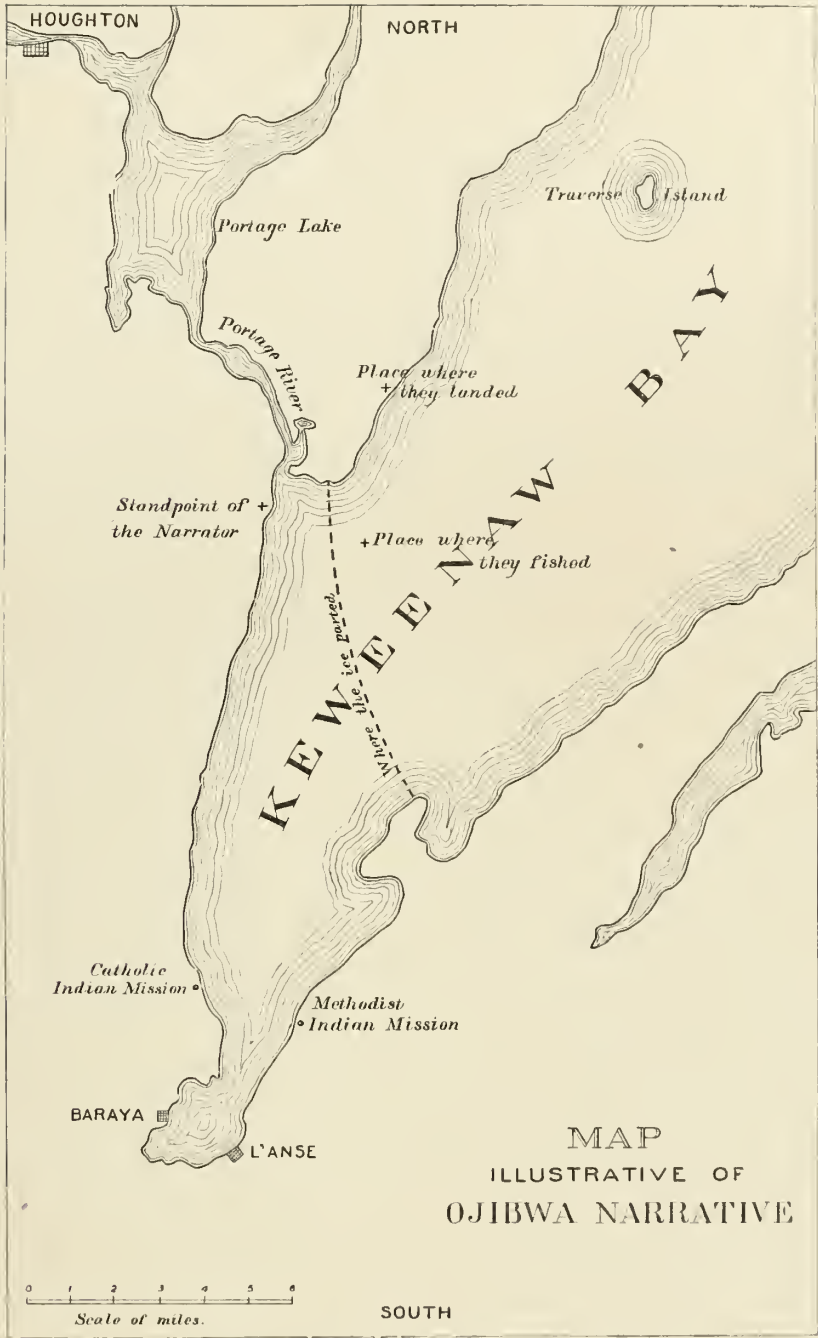 HOUGHTON
NORTH
Traverse Island
Portage Lake
Portage River
Place where
they landed
Standpoint of
the Narrator
Place where
they fished
KEWEENAW BAY
Where the ice parted
Catholic
Indian Mission
Methodist
Indian Mission
BARAYA
L'ANSE
MAP
ILLUSTRATIVE OF
OJIBWA NARRATIVE
0 1 2 3 4 5 6
Scale of miles.
SOUTH